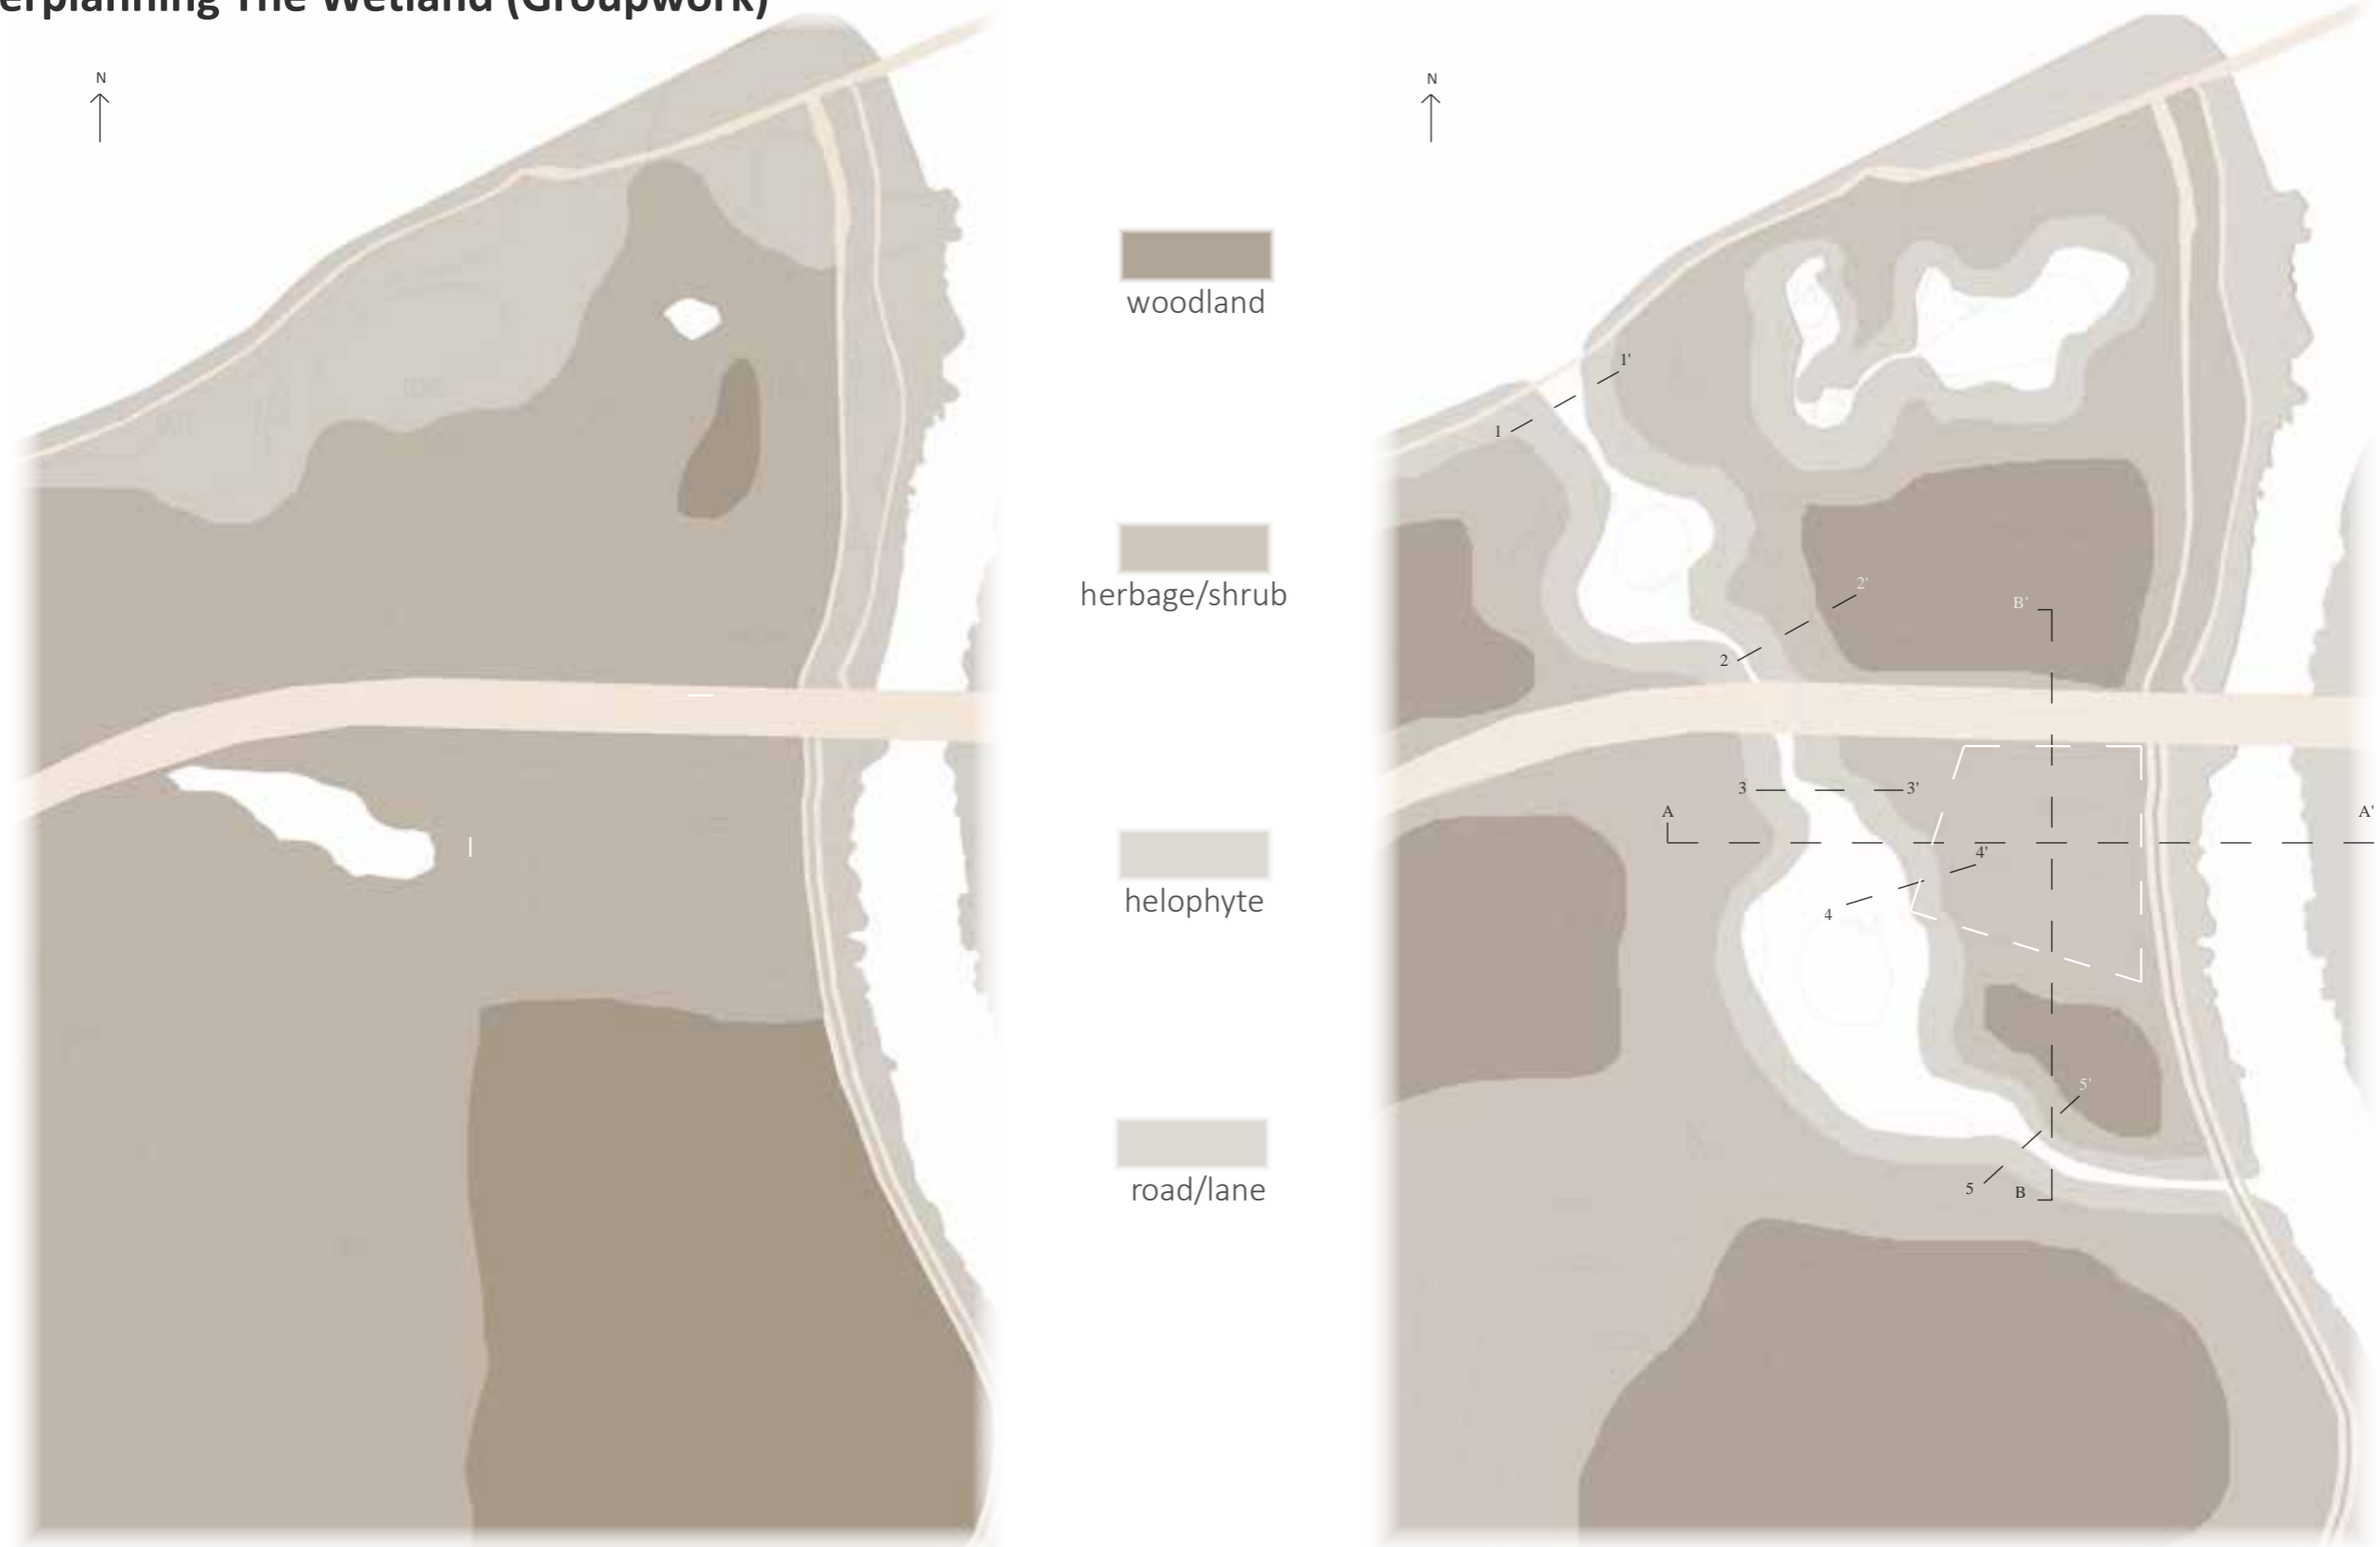 erplanning The Wetland (Groupwork)
N
N
woodland
herbage/shrub
helophyte
road/lane
1'
1
2'
B'
2
3
3'
A
A'
4'
4
5'
5
B